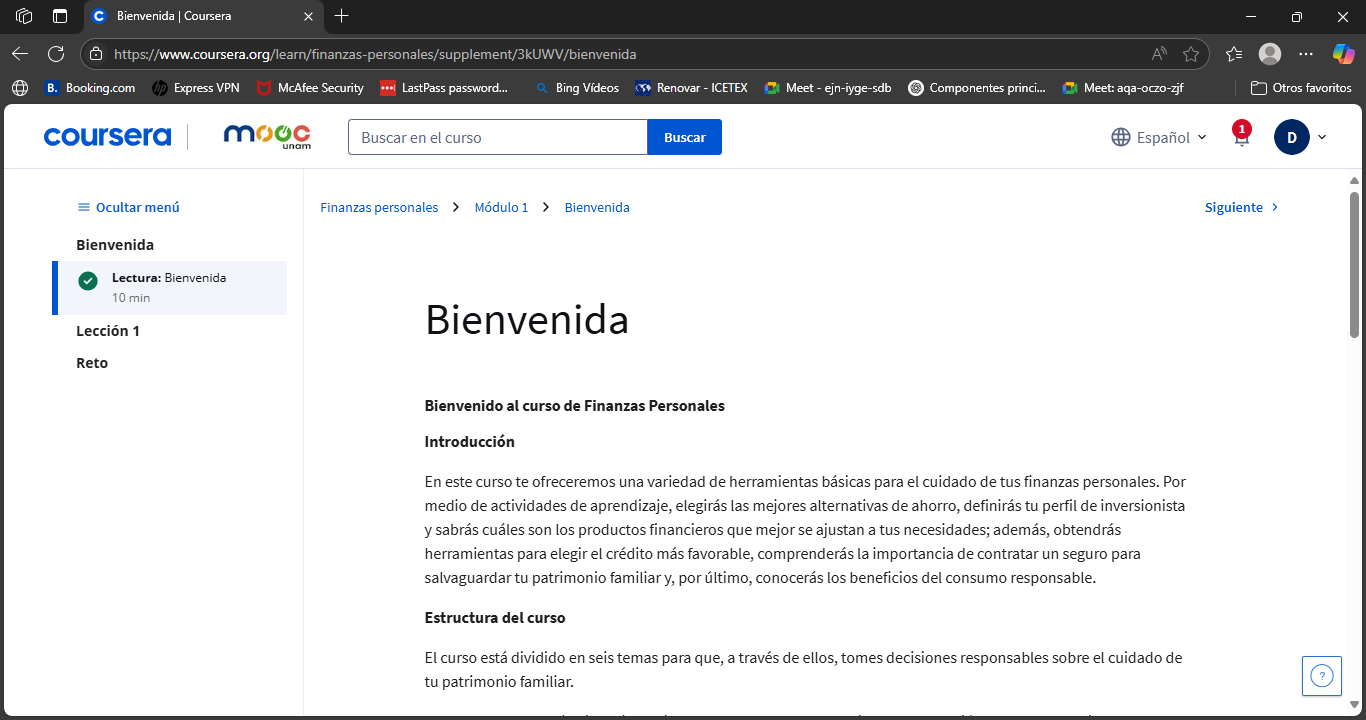 Bienvenida | Coursera
https://www.coursera.org/learn/finanzas-personales/supplement/3kUWV/bienvenida
Booking.com
Express VPN
McAfee Security
LastPass password...
Bing Vídeos
Renovar - ICETEX
Meet - ejn-iyge-sdb
Componentes princi...
Meet: aqa-oczo-zjf
Otros favoritos
coursera
mooc unam
Buscar en el curso
Buscar
Español
1
D
Ocultar menú
Finanzas personales
Módulo 1
Bienvenida
Siguiente
Bienvenida
Lectura: Bienvenida
10 min
Lección 1
Reto
Bienvenida
Bienvenido al curso de Finanzas Personales
Introducción
En este curso te ofreceremos una variedad de herramientas básicas para el cuidado de tus finanzas personales. Por
medio de actividades de aprendizaje, elegirás las mejores alternativas de ahorro, definirás tu perfil de inversionista
y sabrás cuáles son los productos financieros que mejor se ajustan a tus necesidades; además, obtendrás
herramientas para elegir el crédito más favorable, comprenderás la importancia de contratar un seguro para
salvaguardar tu patrimonio familiar y, por último, conocerás los beneficios del consumo responsable.
Estructura del curso
El curso está dividido en seis temas para que, a través de ellos, tomes decisiones responsables sobre el cuidado de
tu patrimonio familiar.
?